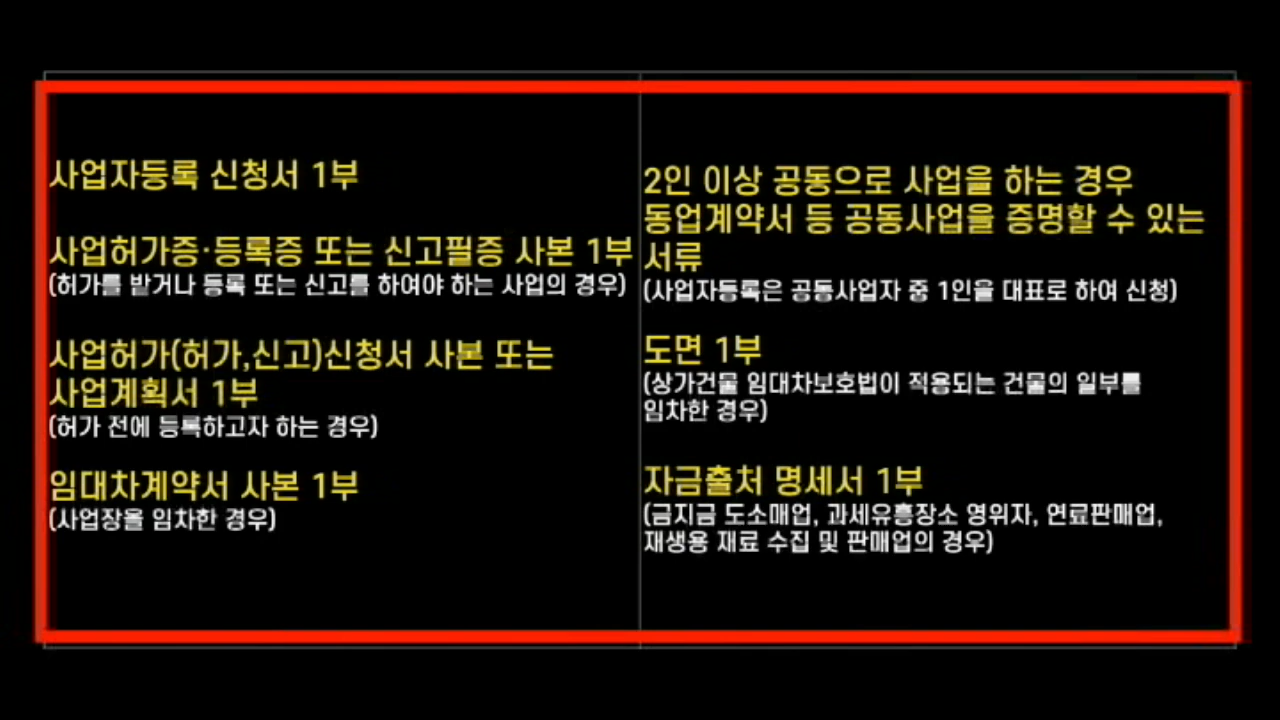 사업자등록 신청서 1부
사업허가증·등록증 또는 신고필증 사본 1부
(허가를 받거나 등록 또는 신고를 하여야 하는 사업의 경우)
사업허가(허가,신고)신청서 사본 또는
사업계획서 1부
(허가 전에 등록하고자 하는 경우)
임대차계약서 사본 1부
(사업장을 임차한 경우)
2인 이상 공동으로 사업을 하는 경우
동업계약서 등 공동사업을 증명할 수 있는
서류
(사업자등록은 공동사업자 중 1인을 대표로 하여 신청)
도면 1부
(상가건물 임대차보호법이 적용되는 건물의 일부를
임차한 경우)
자금출처 명세서 1부
(금지금 도소매업, 과세유흥장소 영위자, 연료판매업,
재생용 재료 수집 및 판매업의 경우)